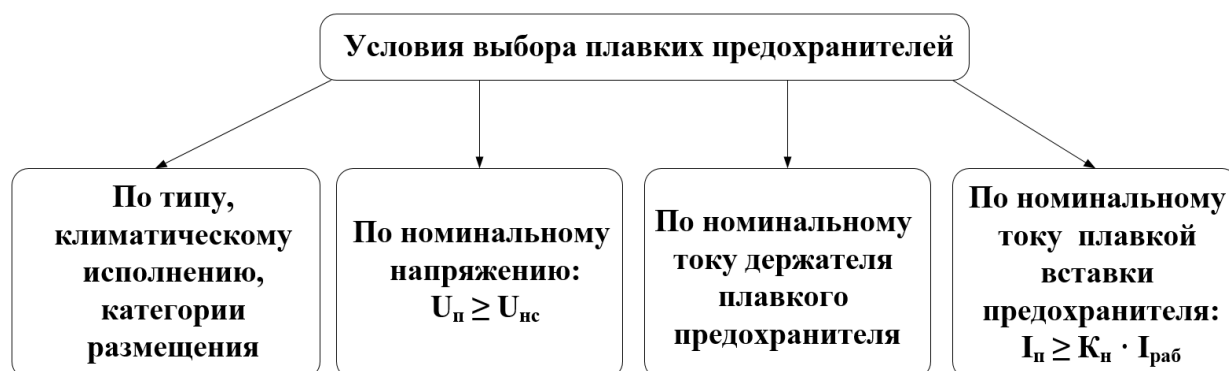 Условия выбора плавких предохранителей
По типу,
климатическому
исполнению,
категории
размещения
По номинальному
напряжению:
Uп ≥ Uнс
По номинальному
току держателя
плавкого
предохранителя
По номинальному
току плавкой
вставки
предохранителя:
Iп ≥ Кн · Iраб